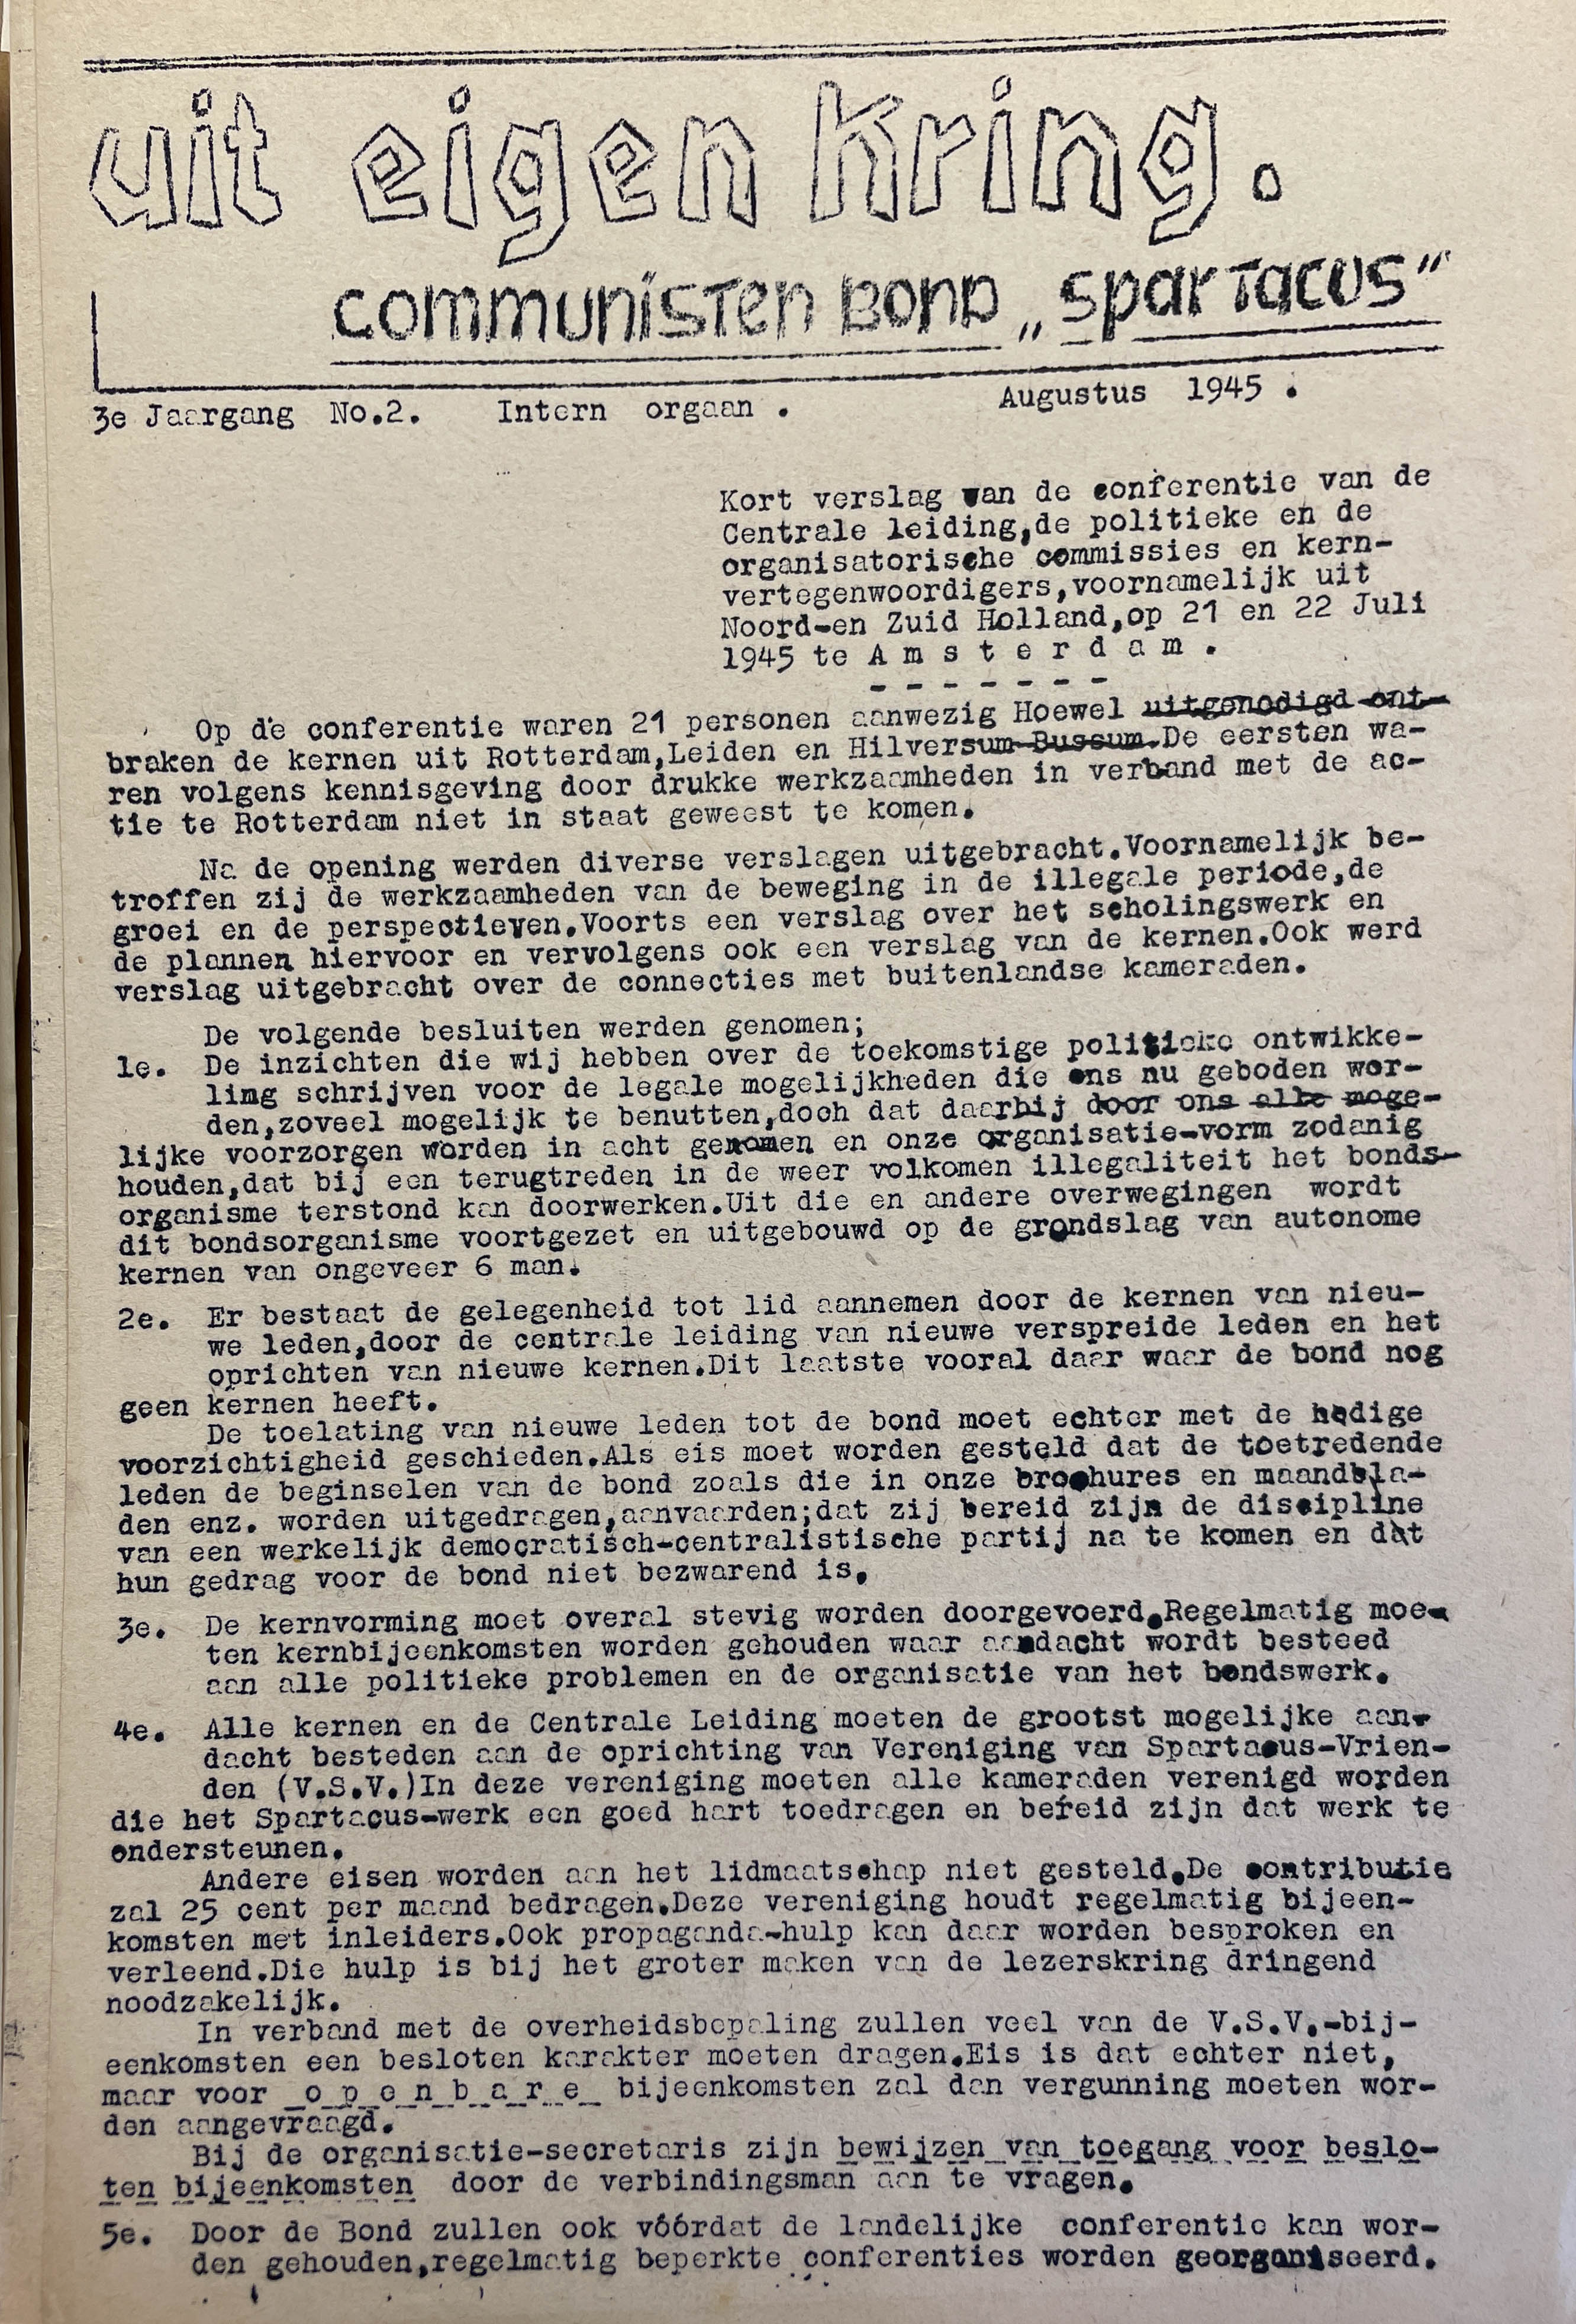 uit eigen kring.
communisten Bond „Spartacus"
3e Jaargang No.2. Intern orgaan . Augustus 1945 .
Kort verslag van de conferentie van de
Centrale leiding,de politieke en de
organisatorische commissies en kern-
vertegenwoordigers,voornamelijk uit
Noord-en Zuid Holland,op 21 en 22 Juli
1945 te A m s t e r d a m .
- - - - - - -
Op de conferentie waren 21 personen aanwezig Hoewel uitgenodigd ont-
braken de kernen uit Rotterdam,Leiden en Hilversum-Bussum.De eersten wa-
ren volgens kennisgeving door drukke werkzaamheden in verband met de ac-
tie te Rotterdam niet in staat geweest te komen.
Na de opening werden diverse verslagen uitgebracht.Voornamelijk be-
troffen zij de werkzaamheden van de beweging in de illegale periode,de
groei en de perspectieven.Voorts een verslag over het scholingswerk en
de plannen hiervoor en vervolgens ook een verslag van de kernen.Ook werd
verslag uitgebracht over de connecties met buitenlandse kameraden.
De volgende besluiten werden genomen;
1e. De inzichten die wij hebben over de toekomstige politieke ontwikke-
ling schrijven voor de legale mogelijkheden die ons nu geboden wor-
den,zoveel mogelijk te benutten,doch dat daarbij door ons alle moge-
lijke voorzorgen worden in acht genomen en onze organisatie-vorm zodanig
houden,dat bij een terugtreden in de weer volkomen illegaliteit het bonds-
organisme terstond kan doorwerken.Uit die en andere overwegingen wordt
dit bondsorganisme voortgezet en uitgebouwd op de grondslag van autonome
kernen van ongeveer 6 man.
2e. Er bestaat de gelegenheid tot lid aannemen door de kernen van nieu-
we leden,door de centrale leiding van nieuwe verspreide leden en het
oprichten van nieuwe kernen.Dit laatste vooral daar waar de bond nog
geen kernen heeft.
De toelating van nieuwe leden tot de bond moet echter met de nodige
voorzichtigheid geschieden.Als eis moet worden gesteld dat de toetredende
leden de beginselen van de bond zoals die in onze brochures en maandbla-
den enz. worden uitgedragen,aanvaarden;dat zij bereid zijn de discipline
van een werkelijk democratisch-centralistische partij na te komen en dat
hun gedrag voor de bond niet bezwarend is.
3e. De kernvorming moet overal stevig worden doorgevoerd.Regelmatig moe-
ten kernbijeenkomsten worden gehouden waar aandacht wordt besteed
aan alle politieke problemen en de organisatie van het bondswerk.
4e. Alle kernen en de Centrale Leiding moeten de grootst mogelijke aan-
dacht besteden aan de oprichting van Vereniging van Spartacus-Vrien-
den (V.S.V.)In deze vereniging moeten alle kameraden verenigd worden
die het Spartacus-werk een goed hart toedragen en bereid zijn dat werk te
ondersteunen.
Andere eisen worden aan het lidmaatschap niet gesteld.De contributie
zal 25 cent per maand bedragen.Deze vereniging houdt regelmatig bijeen-
komsten met inleiders.Ook propaganda-hulp kan daar worden besproken en
verleend.Die hulp is bij het groter maken van de lezerskring dringend
noodzakelijk.
In verband met de overheidsbepaling zullen veel van de V.S.V.-bij-
eenkomsten een besloten karakter moeten dragen.Eis is dat echter niet,
maar voor o p e n b a r e bijeenkomsten zal dan vergunning moeten wor-
den aangevraagd.
Bij de organisatie-secretaris zijn bewijzen van toegang voor beslo-
ten bijeenkomsten door de verbindingsman aan te vragen.
5e. Door de Bond zullen ook vóórdat de landelijke conferentie kan wor-
den gehouden,regelmatig beperkte conferenties worden georganiseerd.